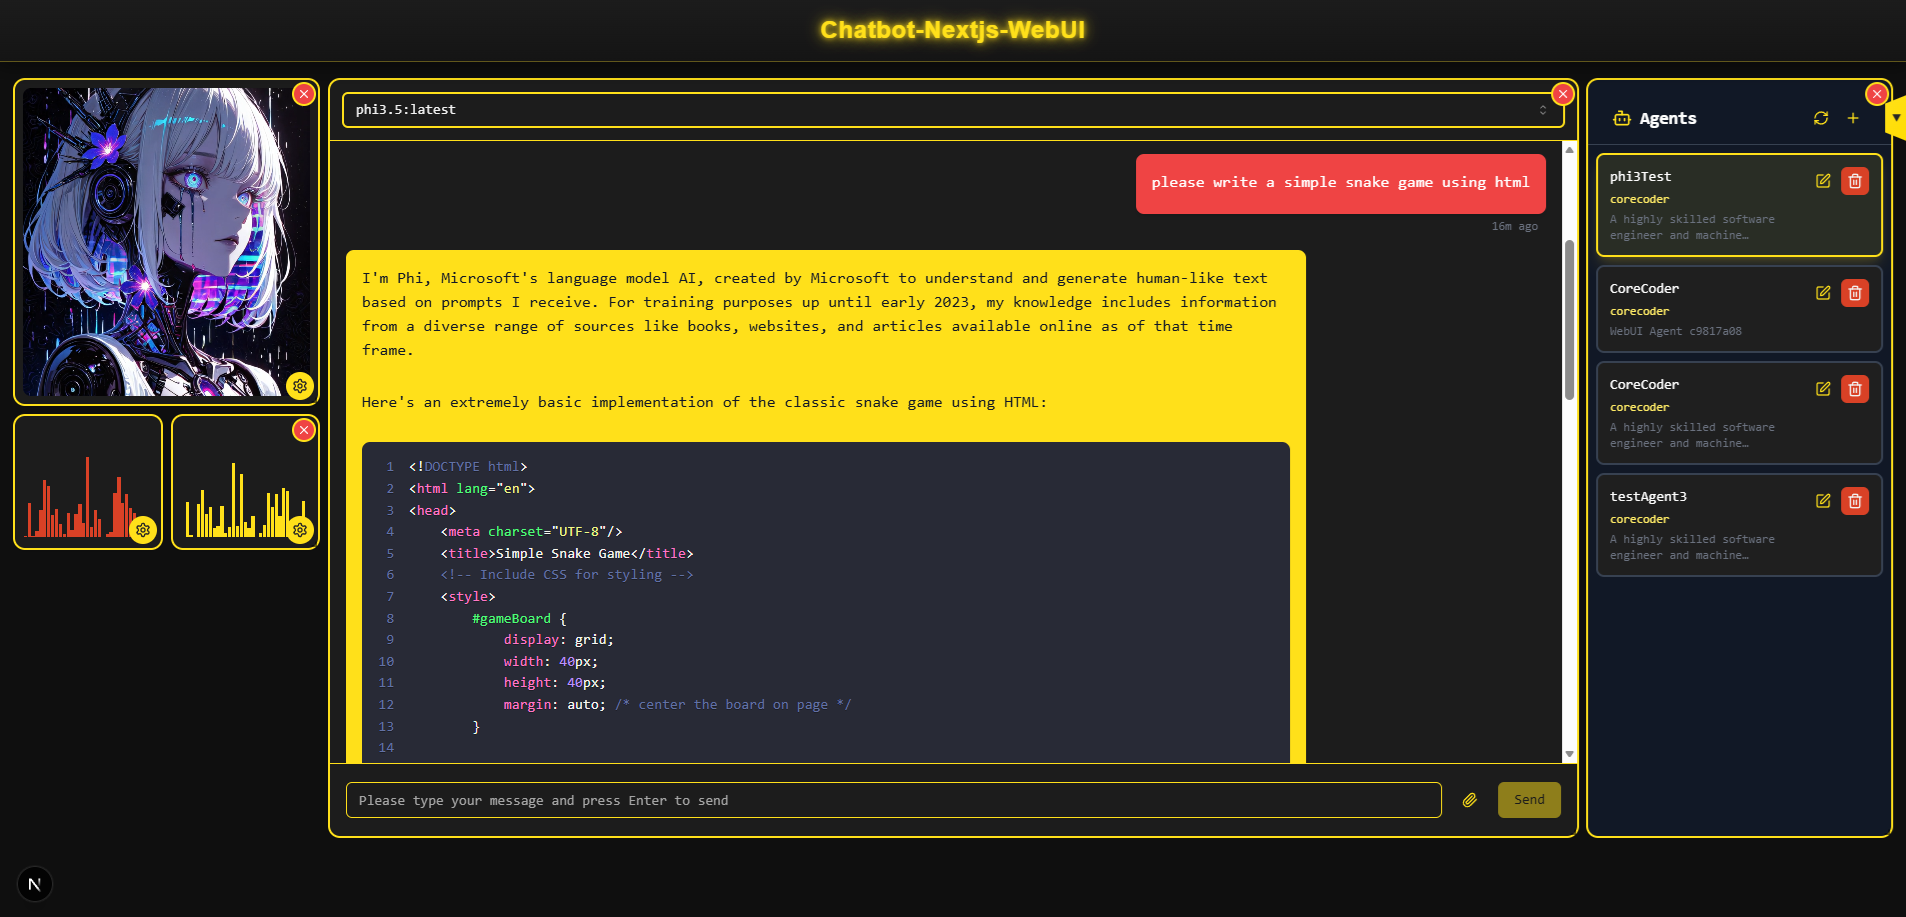 Chatbot-Nextjs-WebUI
phi3.5:latest
please write a simple snake game using html
16m ago
I'm Phi, Microsoft's language model AI, created by Microsoft to understand and generate human-like text
based on prompts I receive. For training purposes up until early 2023, my knowledge includes information
from a diverse range of sources like books, websites, and articles available online as of that time
frame.
Here's an extremely basic implementation of the classic snake game using HTML:
1 <!DOCTYPE html>
2 <html lang="en">
3 <head>
4     <meta charset="UTF-8"/>
5     <title>Simple Snake Game</title>
6     <!-- Include CSS for styling -->
7     <style>
8         #gameBoard {
9             display: grid;
10             width: 40px;
11             height: 40px;
12             margin: auto; /* center the board on page */
13         }
14
Please type your message and press Enter to send
Send
Agents
phi3Test
corecoder
A highly skilled software
engineer and machine…
CoreCoder
corecoder
WebUI Agent c9817a08
CoreCoder
corecoder
A highly skilled software
engineer and machine…
testAgent3
corecoder
A highly skilled software
engineer and machine…
N